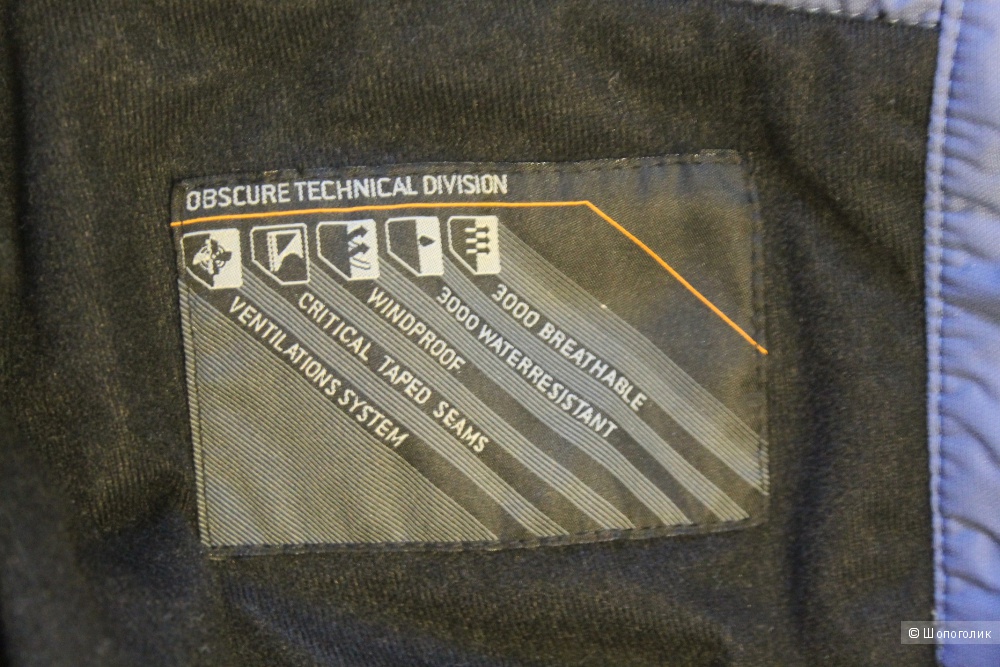 OBSCURE TECHNICAL DIVISION
VENTILATIONS SYSTEM
CRITICAL TAPED SEAMS
WINDPROOF
3000 WATERRESISTANT
3000 BREATHABLE
© Шопоголик